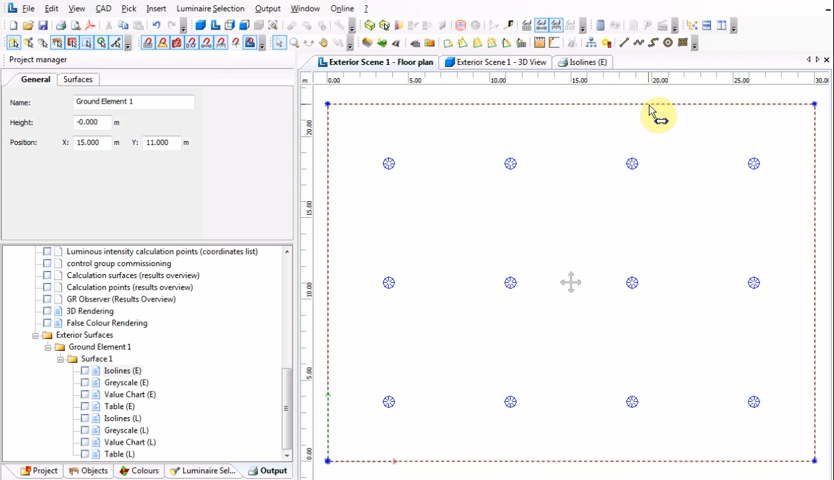 File Edit View CAD Pick Insert Luminaire Selection Output Window Online ?
Project manager
General Surfaces
Name: Ground Element 1
Height: -0.000 m
Position: X: 15.000 m Y: 11.000 m
Luminous intensity calculation points (coordinates list)
control group commissioning
Calculation surfaces (results overview)
Calculation points (results overview)
GR Observer (Results Overview)
3D Rendering
False Colour Rendering
Exterior Surfaces
Ground Element 1
Surface 1
Isolines (E)
Greyscale (E)
Value Chart (E)
Table (E)
Isolines (L)
Greyscale (L)
Value Chart (L)
Table (L)
Project Objects Colours Luminaire Sel... Output
Exterior Scene 1 - Floor plan Exterior Scene 1 - 3D View Isolines (E)
m 0.00 5.00 10.00 15.00 20.00 25.00 30.00
20.00
15.00
10.00
5.00
0.00